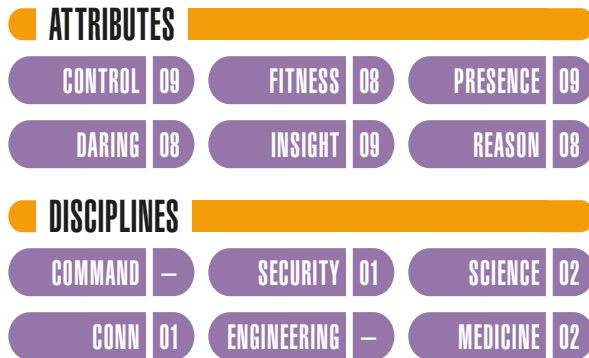 ATTRIBUTES
CONTROL 09 FITNESS 08 PRESENCE 09
DARING 08 INSIGHT 09 REASON 08
DISCIPLINES
COMMAND – SECURITY 01 SCIENCE 02
CONN 01 ENGINEERING – MEDICINE 02